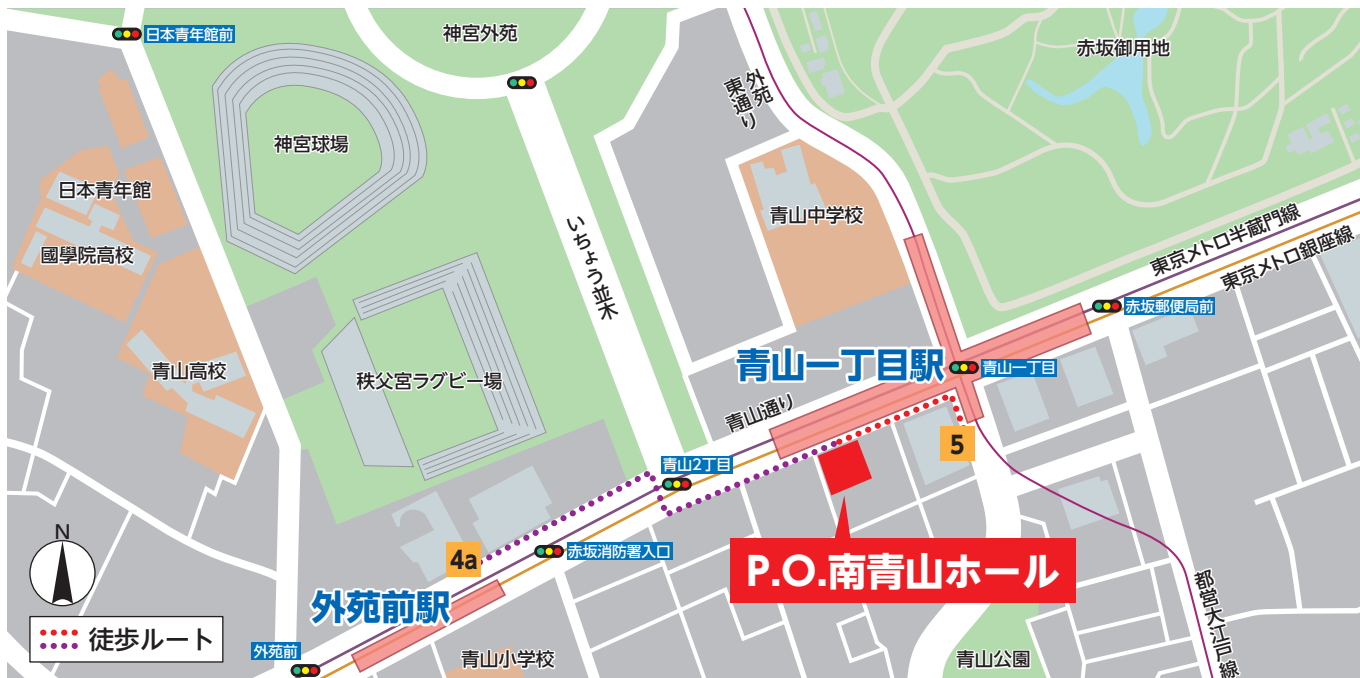 日本青年館前
神宮外苑
赤坂御用地
外苑
東通り
神宮球場
日本青年館
青山中学校
國學院高校
いちょう並木
東京メトロ半蔵門線
東京メトロ銀座線
赤坂郵便局前
青山高校
秩父宮ラグビー場
青山一丁目駅
青山一丁目
青山通り
5
青山2丁目
N
4a
赤坂消防署入口
P.O.南青山ホール
外苑前駅
徒歩ルート
外苑前
青山小学校
青山公園
都営大江戸線